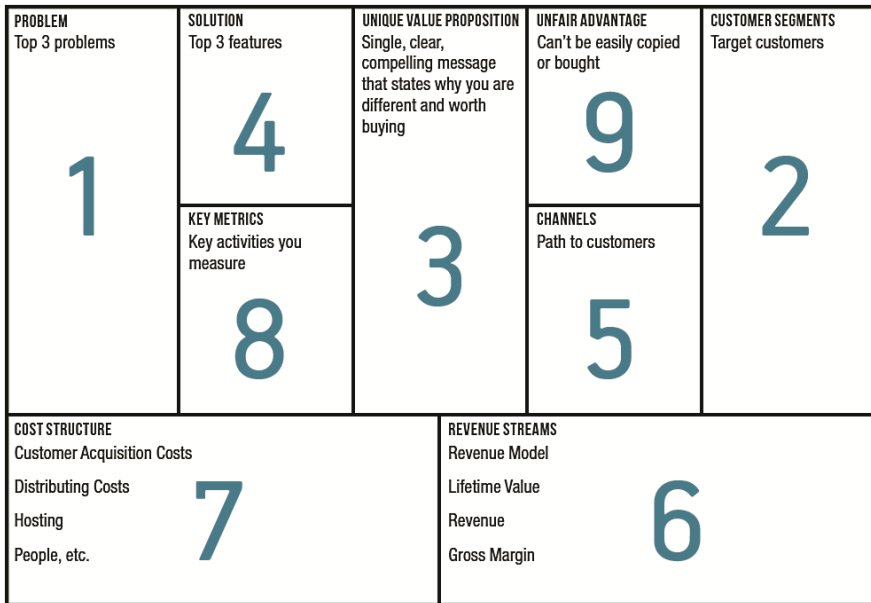 PROBLEM
Top 3 problems
1
SOLUTION
Top 3 features
4
KEY METRICS
Key activities you
measure
8
UNIQUE VALUE PROPOSITION
Single, clear,
compelling message
that states why you are
different and worth
buying
3
UNFAIR ADVANTAGE
Can't be easily copied
or bought
9
CHANNELS
Path to customers
5
CUSTOMER SEGMENTS
Target customers
2
COST STRUCTURE
Customer Acquisition Costs
Distributing Costs
Hosting
People, etc.
7
REVENUE STREAMS
Revenue Model
Lifetime Value
Revenue
Gross Margin
6